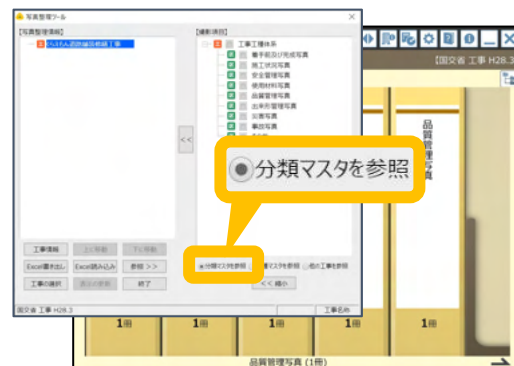 写真整理ツール
【写真整理情報】
【撮影項目】
工事工種体系
着手前及び完成写真
施工状況写真
安全管理写真
使用材料写真
品質管理写真
出来形管理写真
災害写真
事故写真
<<
分類マスタを参照
工事情報
上に移動
下に移動
Excel書き出し
Excel読み込み
参照 >>
工事の選択
終了
分類マスタを参照
種マスタを参照
他の工事を参照
<< 縮小
国交省 工事 H28.3
工事名称
【国交省 工事 H28.3
品質管理写真
1冊
1冊
1冊
1冊
1冊
品質管理写真 (1冊)